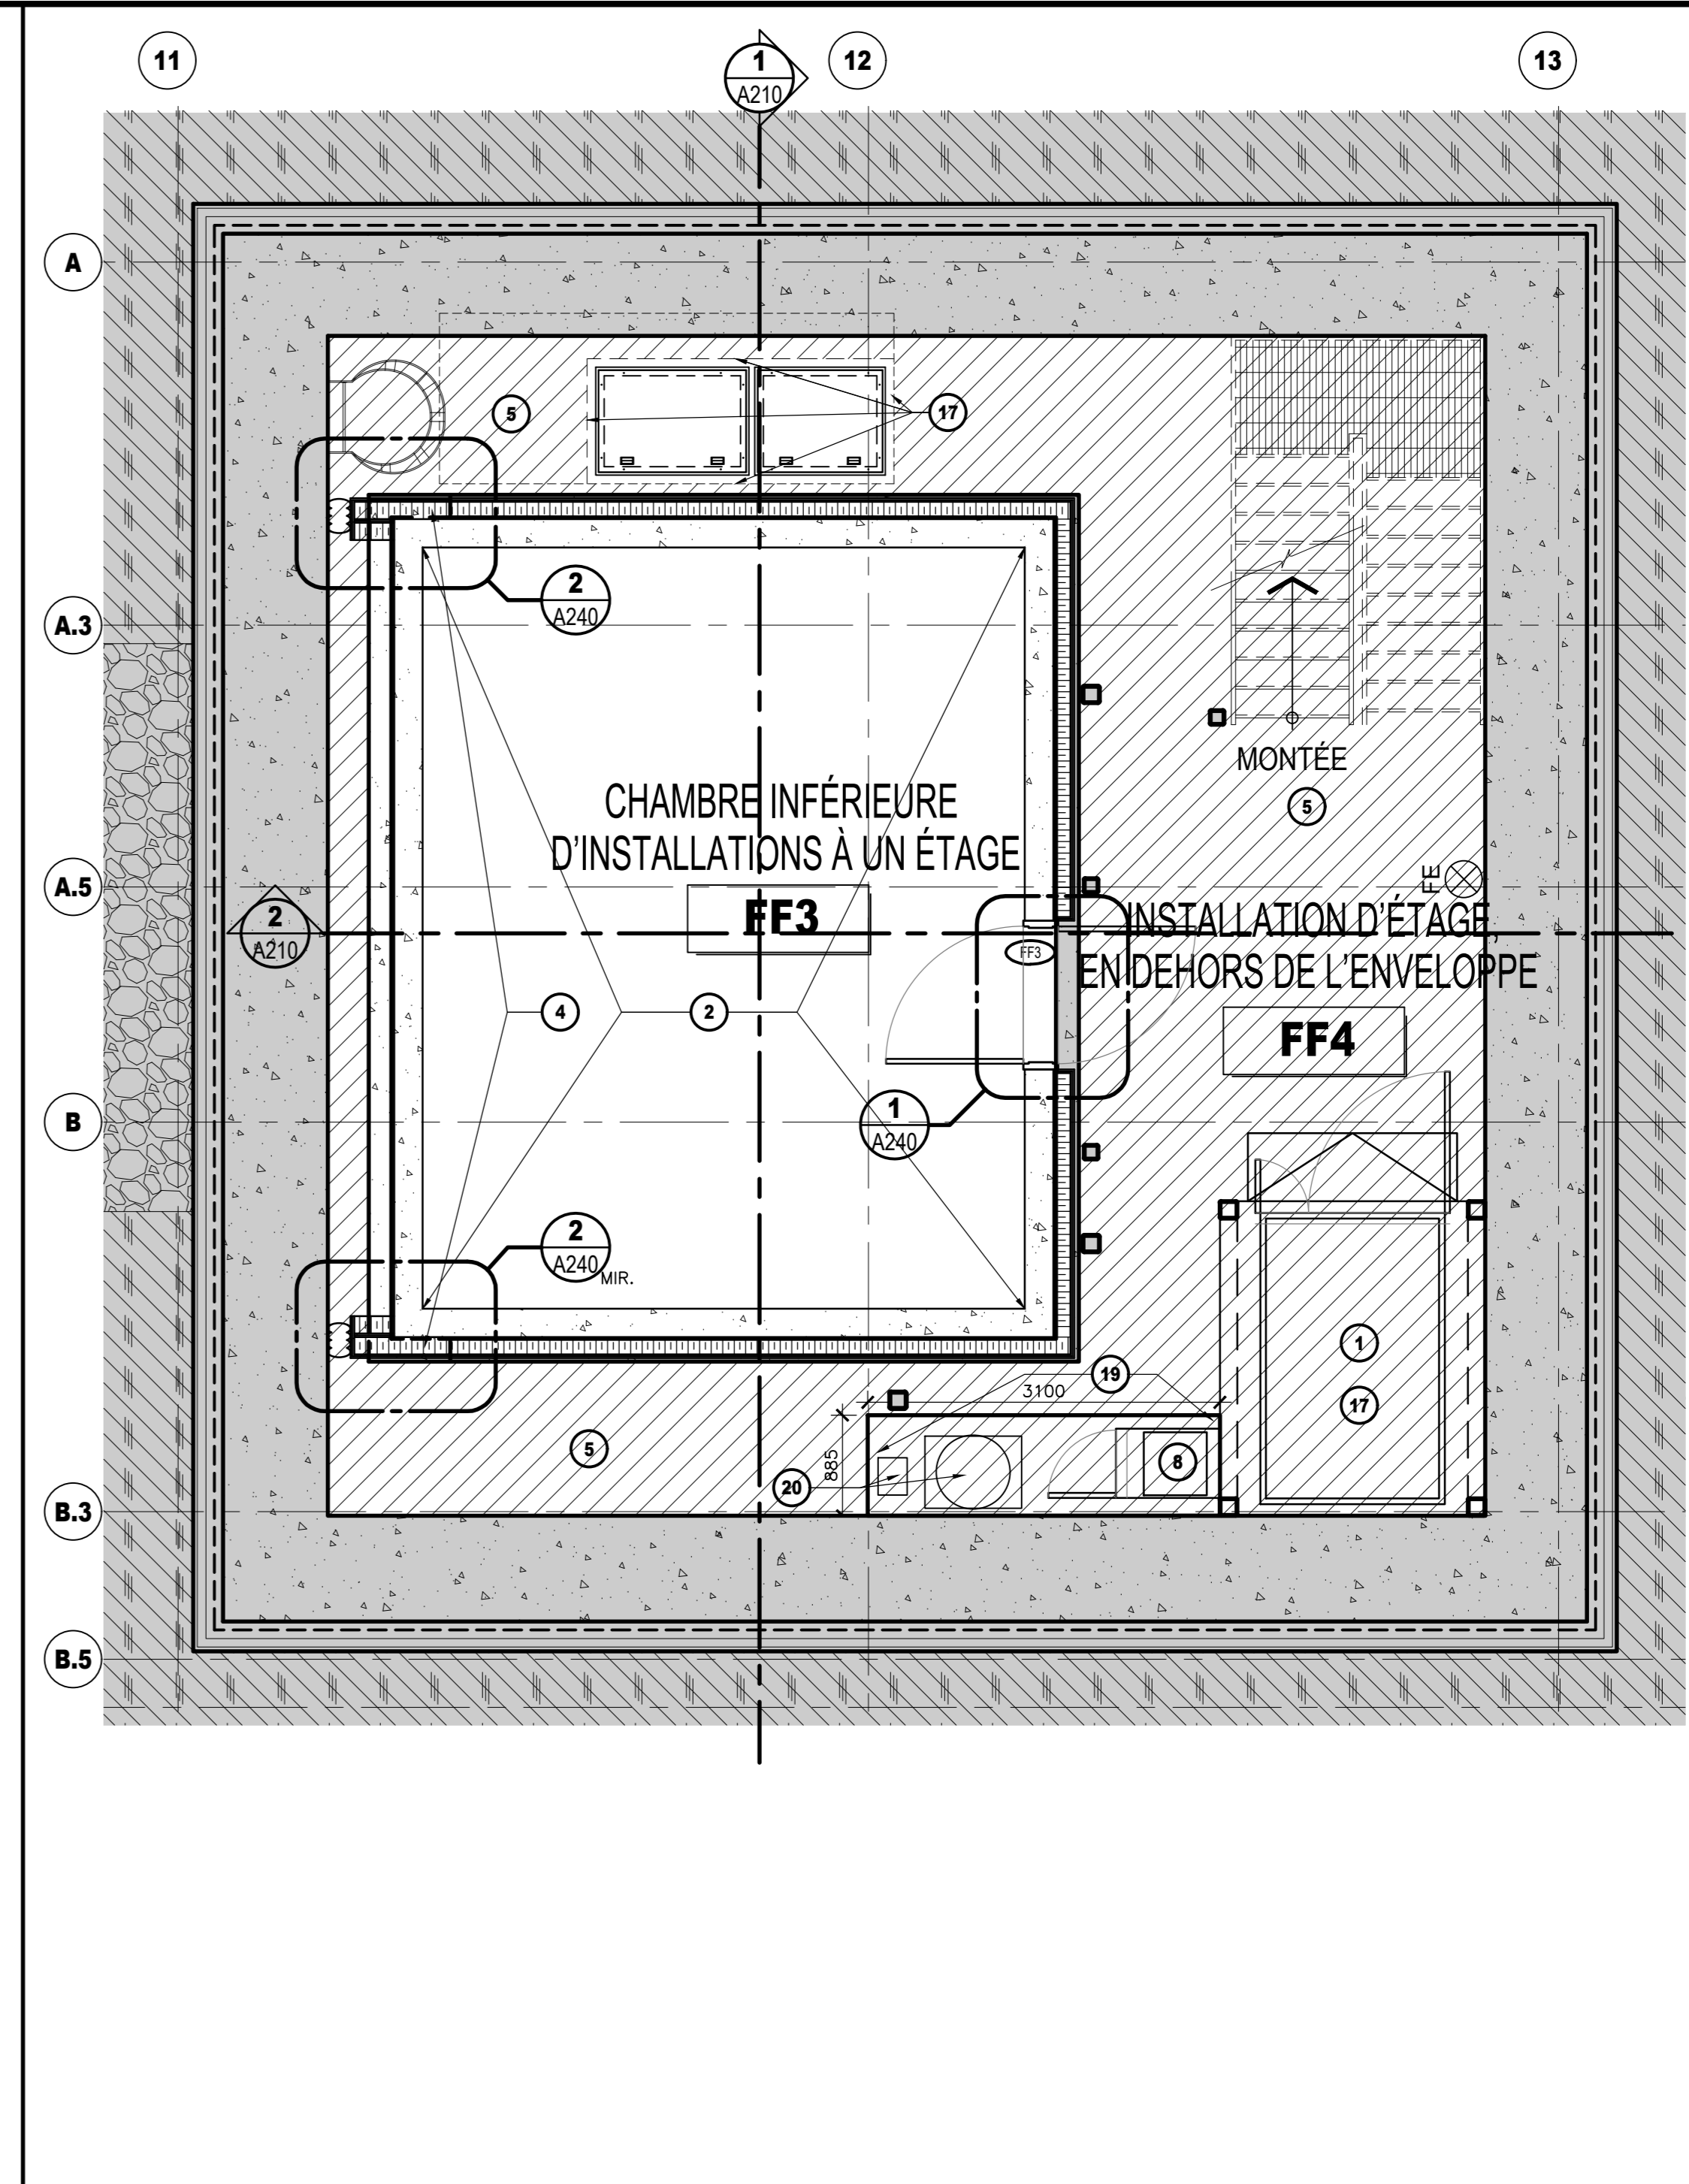 11
1
A210
12
13
A
5
17
2
A240
A.3
MONTÉE
CHAMBRE INFÉRIEURE
D'INSTALLATIONS À UN ÉTAGE
5
A.5
FE
2
A210
FF3
INSTALLATION D'ÉTAGE,
EN DEHORS DE L'ENVELOPPE
FF3
4
2
FF4
B
1
A240
2
A240
MIR.
1
19
3100
17
5
885
20
8
B.3
B.5